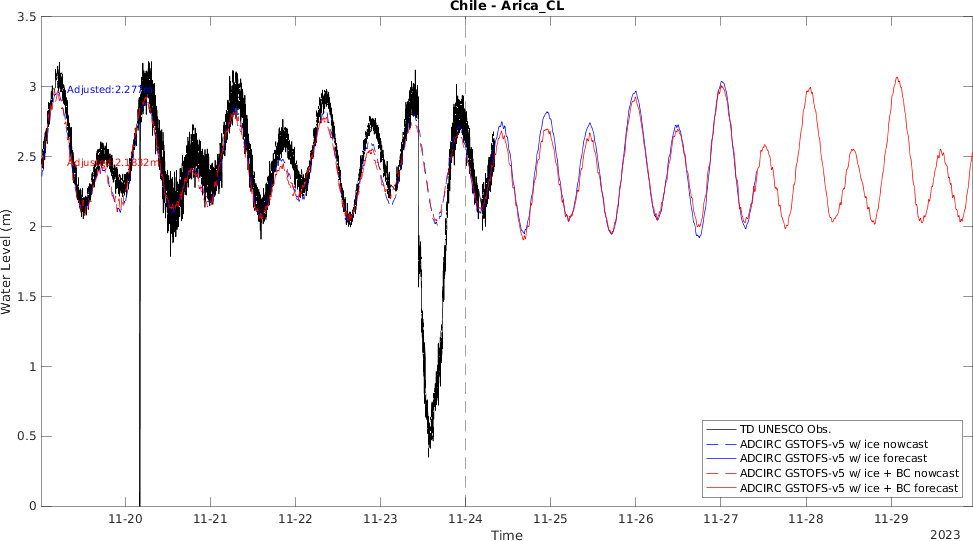 Chile - Arica_CL
3.5
3
2.5
2
1.5
1
0.5
0
Water Level (m)
Adjusted:2.277m
Adjusted:2.1832m
11-20
11-21
11-22
11-23
11-24
11-25
11-26
11-27
11-28
11-29
Time
2023
TD UNESCO Obs.
ADCIRC GSTOFS-v5 w/ ice nowcast
ADCIRC GSTOFS-v5 w/ ice forecast
ADCIRC GSTOFS-v5 w/ ice + BC nowcast
ADCIRC GSTOFS-v5 w/ ice + BC forecast